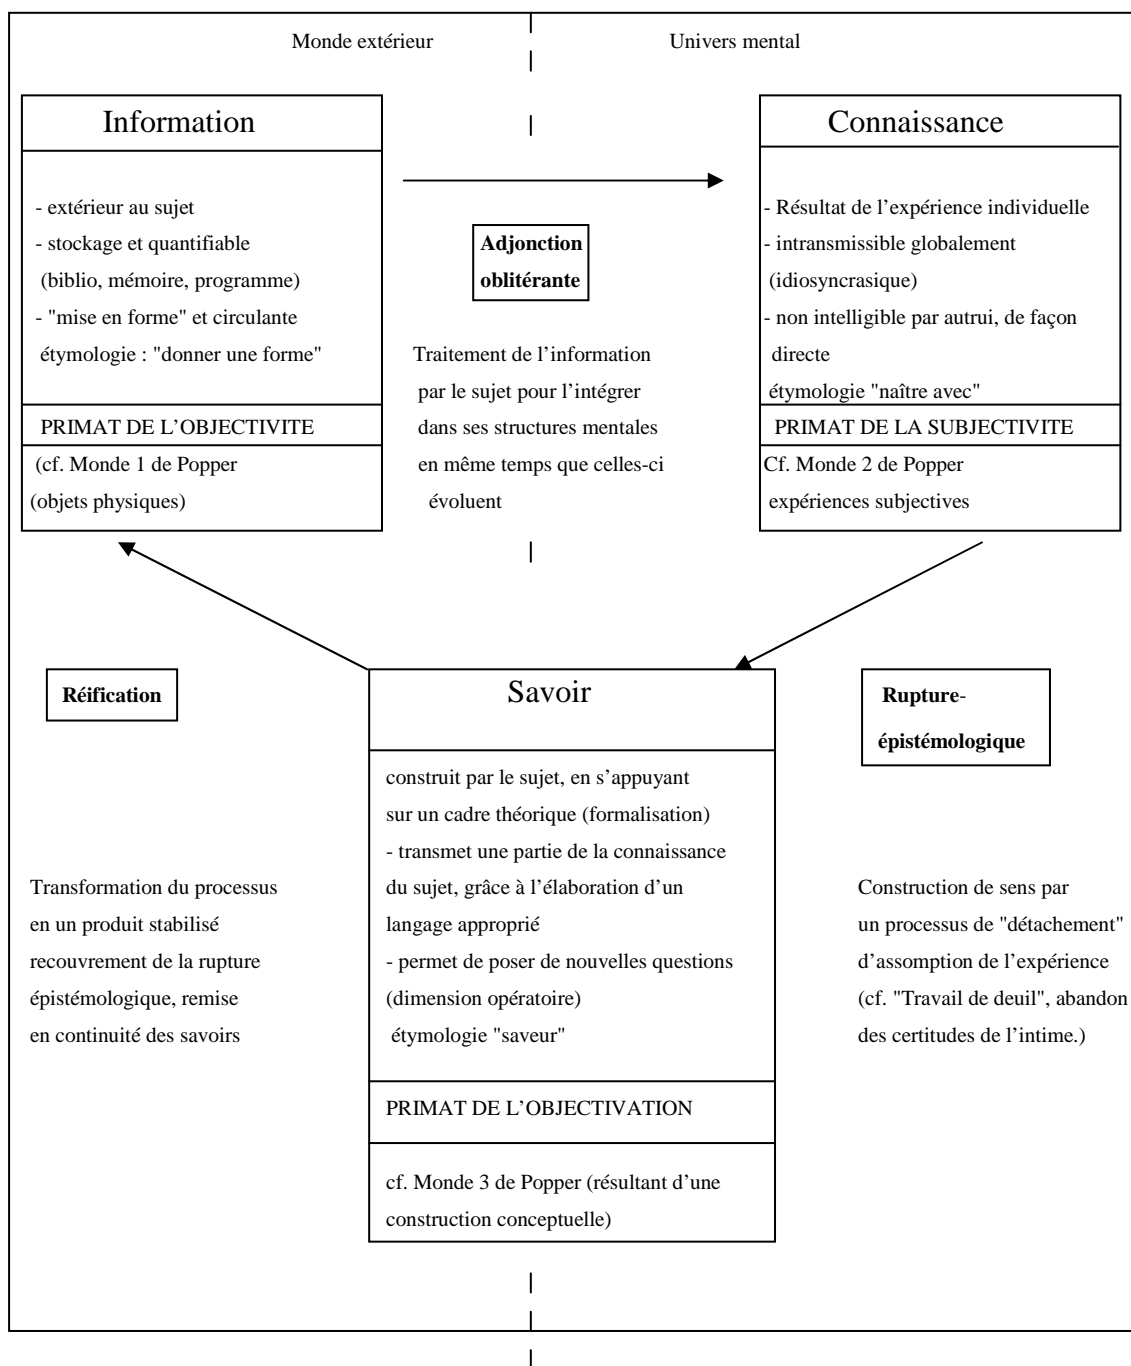 Monde extérieur
Univers mental
Information
- extérieur au sujet
- stockage et quantifiable
(biblio, mémoire, programme)
- "mise en forme" et circulante
étymologie : "donner une forme"
PRIMAT DE L’OBJECTIVITE
(cf. Monde 1 de Popper
(objets physiques)
Adjonction
oblitérante
Traitement de l’information
par le sujet pour l’intégrer
dans ses structures mentales
en même temps que celles-ci
évoluent
Connaissance
- Résultat de l’expérience individuelle
- intransmissible globalement
(idiosyncrasique)
- non intelligible par autrui, de façon
directe
étymologie "naître avec"
PRIMAT DE LA SUBJECTIVITE
Cf. Monde 2 de Popper
expériences subjectives
Réification
Transformation du processus
en un produit stabilisé
recouvrement de la rupture
épistémologique, remise
en continuité des savoirs
Savoir
construit par le sujet, en s’appuyant
sur un cadre théorique (formalisation)
- transmet une partie de la connaissance
du sujet, grâce à l’élaboration d’un
langage approprié
- permet de poser de nouvelles questions
(dimension opératoire)
étymologie "saveur"
PRIMAT DE L’OBJECTIVATION
cf. Monde 3 de Popper (résultant d’une
construction conceptuelle)
Rupture-
épistémologique
Construction de sens par
un processus de "détachement"
d’assomption de l’expérience
(cf. "Travail de deuil", abandon
des certitudes de l’intime.)